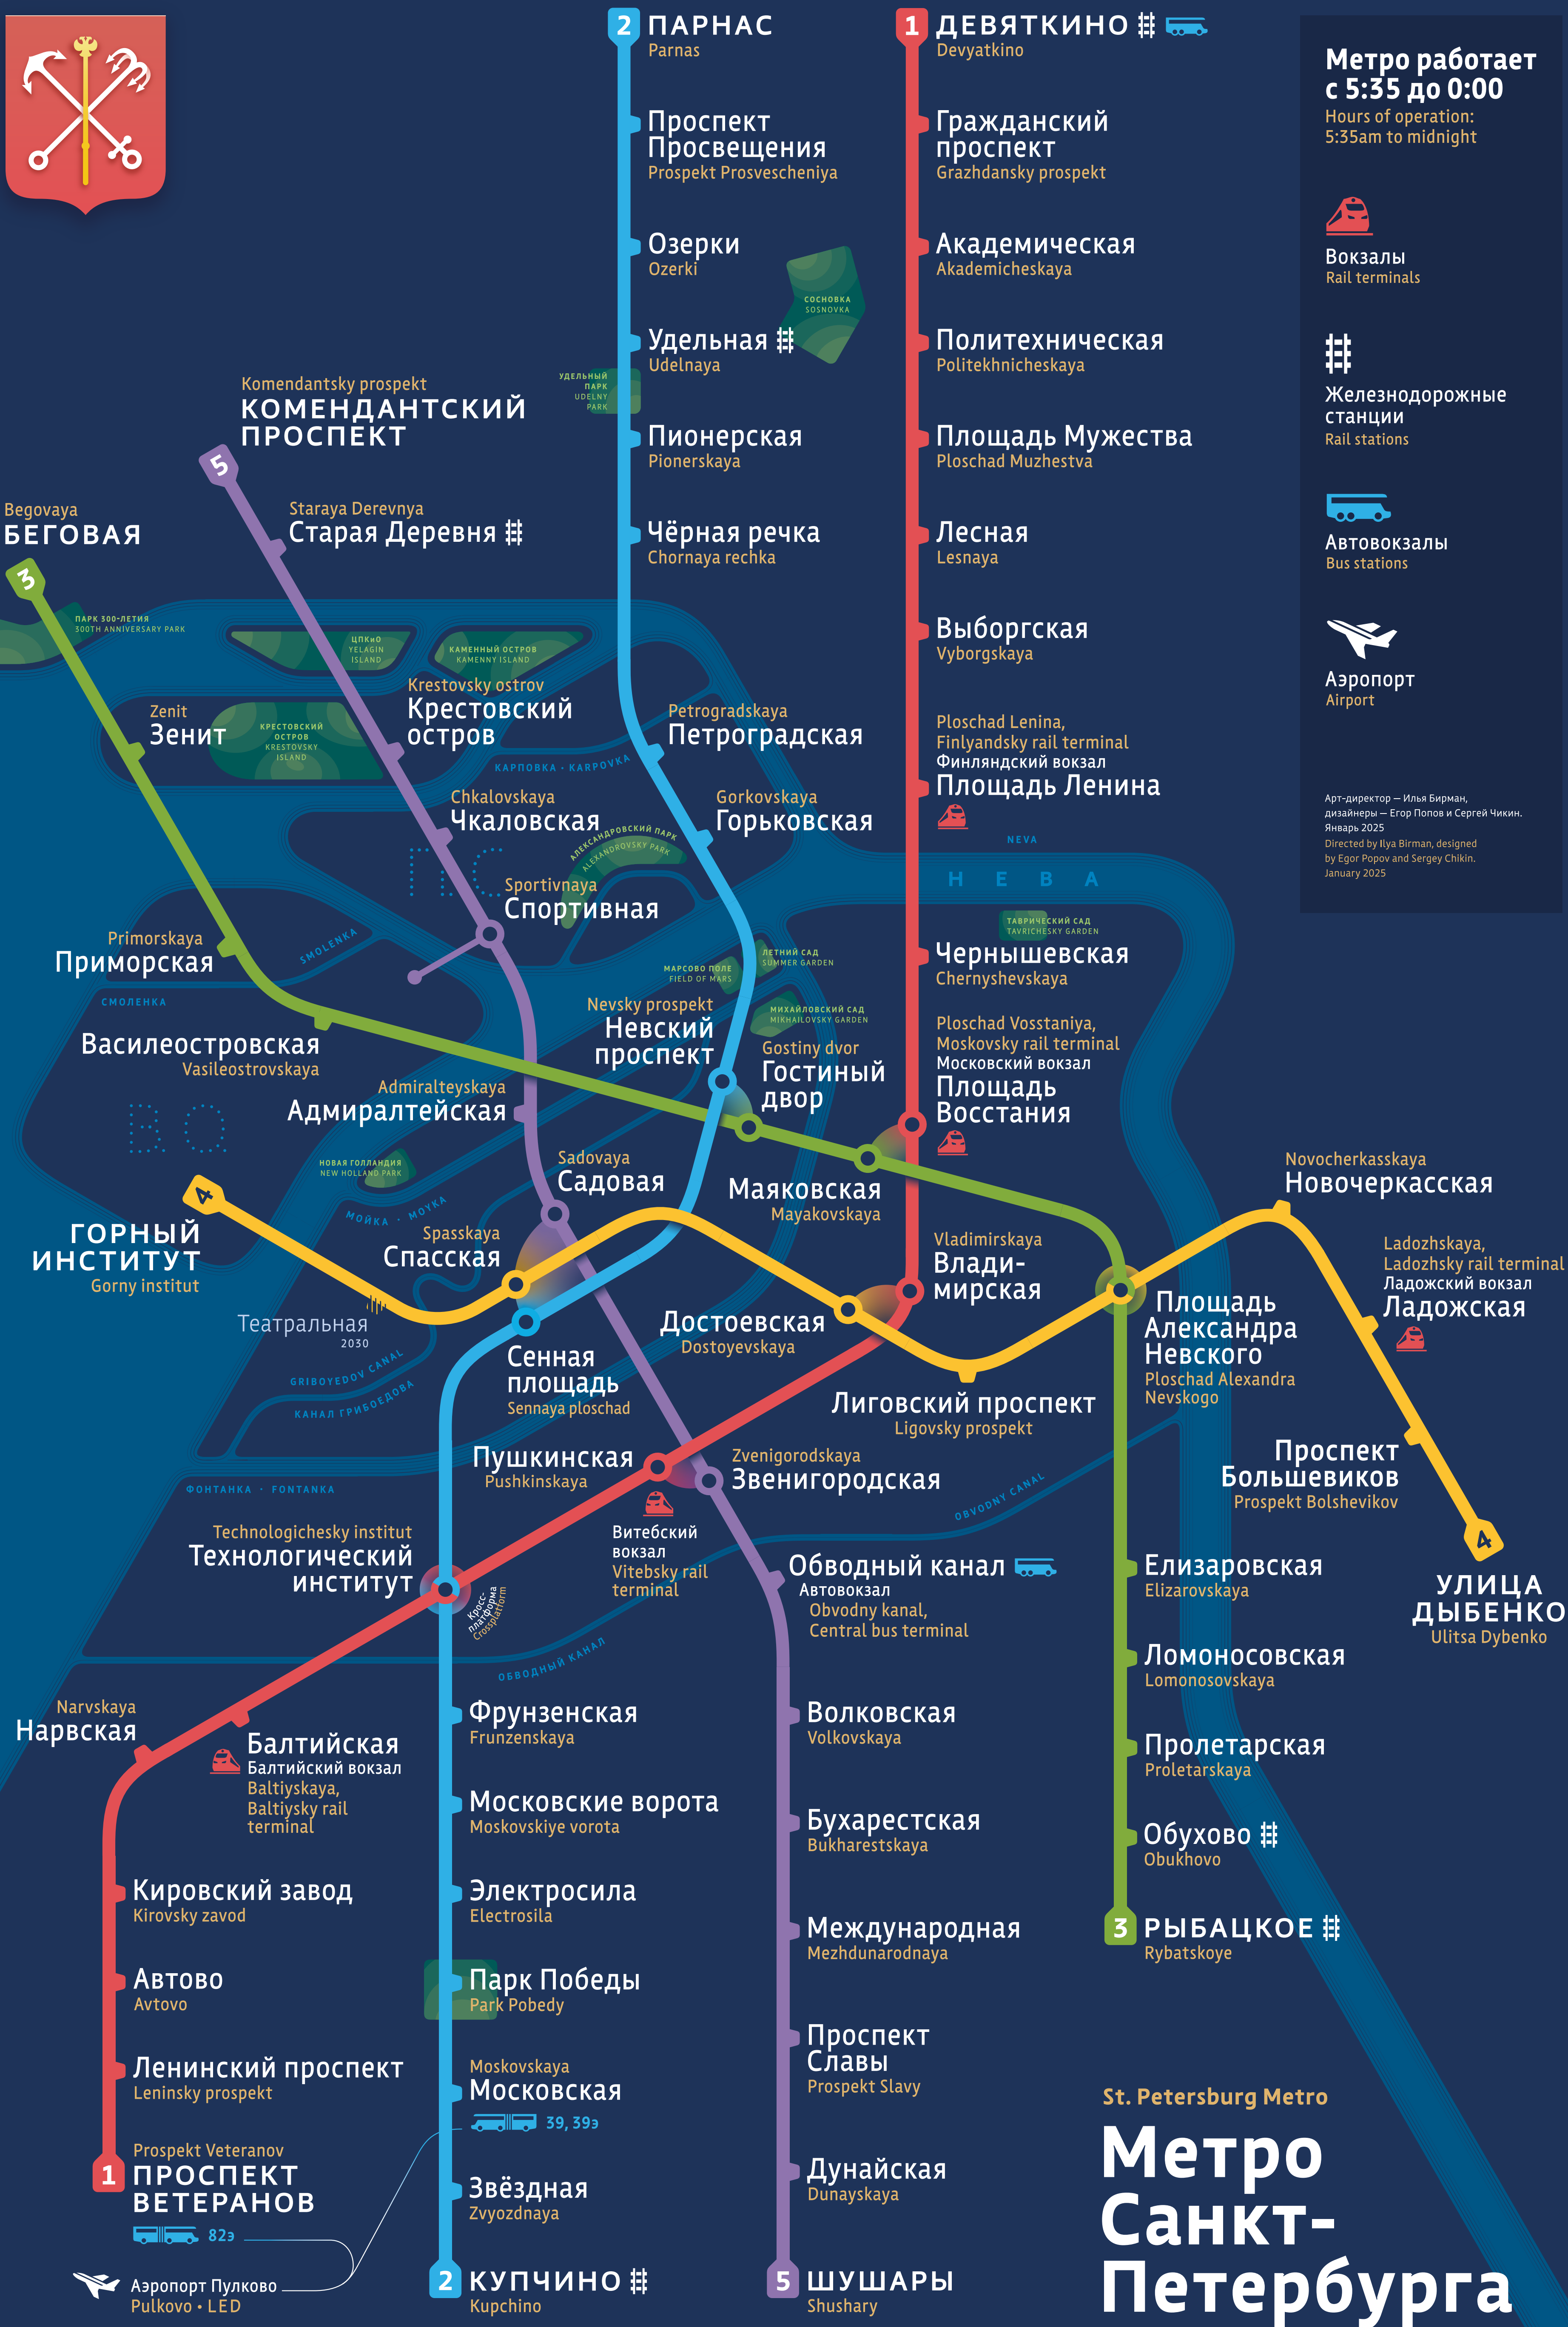 2 ПАРНАС
Parnas
Проспект
Просвещения
Prospekt Prosvescheniya
Озерки
Ozerki
Удельная
Udelnaya
УДЕЛЬНЫЙ
ПАРК
UDELNY
PARK
Пионерская
Pionerskaya
Чёрная речка
Chornaya rechka
СОСНОВКА
SOSNOVKA
1 ДЕВЯТКИНО
Devyatkino
Гражданский
проспект
Grazhdansky prospekt
Академическая
Akademicheskaya
Политехническая
Politekhnicheskaya
Площадь Мужества
Ploschad Muzhestva
Лесная
Lesnaya
Выборгская
Vyborgskaya
Ploschad Lenina,
Finlyandsky rail terminal
Финляндский вокзал
Площадь Ленина
Метро работает
с 5:35 до 0:00
Hours of operation:
5:35am to midnight
Вокзалы
Rail terminals
Железнодорожные
станции
Rail stations
Автовокзалы
Bus stations
Аэропорт
Airport
Арт-директор — Илья Бирман,
дизайнеры — Егор Попов и Сергей Чикин.
Январь 2025
Directed by Ilya Birman, designed
by Egor Popov and Sergey Chikin.
January 2025
Komendantsky prospekt
КОМЕНДАНТСКИЙ
ПРОСПЕКТ
5
Staraya Derevnya
Старая Деревня
Begovaya
БЕГОВАЯ
3
ПАРК 300-ЛЕТИЯ
300TH ANNIVERSARY PARK
ЦПКиО
YELAGIN
ISLAND
КАМЕННЫЙ ОСТРОВ
KAMENNY ISLAND
Krestovsky ostrov
Крестовский
остров
Zenit
Зенит
КРЕСТОВСКИЙ
ОСТРОВ
KRESTOVSKY
ISLAND
Petrogradskaya
Петроградская
КАРПОВКА · KARPOVKA
Chkalovskaya
Чкаловская
Gorkovskaya
Горьковская
АЛЕКСАНДРОВСКИЙ ПАРК
ALEXANDROVSKY PARK
ПС
Sportivnaya
Спортивная
NEVA
НЕВА
ТАВРИЧЕСКИЙ САД
TAVRICHESKY GARDEN
Чернышевская
Chernyshevskaya
Primorskaya
Приморская
SMOLENKA
СМОЛЕНКА
ЛЕТНИЙ САД
SUMMER GARDEN
МАРСОВО ПОЛЕ
FIELD OF MARS
МИХАЙЛОВСКИЙ САД
MIKHAILOVSKY GARDEN
Nevsky prospekt
Невский
проспект
Gostiny dvor
Гостиный
двор
Ploschad Vosstaniya,
Moskovsky rail terminal
Московский вокзал
Площадь
Восстания
Василеостровская
Vasileostrovskaya
Admiralteyskaya
Адмиралтейская
ВО
НОВАЯ ГОЛЛАНДИЯ
NEW HOLLAND PARK
МОЙКА · MOYKA
Sadovaya
Садовая
Маяковская
Mayakovskaya
Novocherkasskaya
Новочеркасская
4
ГОРНЫЙ
ИНСТИТУТ
Gorny institut
Spasskaya
Спасская
Vladimirskaya
Влади-
мирская
Ladozhskaya,
Ladozhsky rail terminal
Ладожский вокзал
Ладожская
Театральная
2030
Достоевская
Dostoyevskaya
Площадь
Александра
Невского
Ploschad Alexandra
Nevskogo
GRIBOYEDOV CANAL
КАНАЛ ГРИБОЕДОВА
Сенная
площадь
Sennaya ploschad
Лиговский проспект
Ligovsky prospekt
Пушкинская
Pushkinskaya
Zvenigorodskaya
Звенигородская
Проспект
Большевиков
Prospekt Bolshevikov
ФОНТАНКА · FONTANKA
OBVODNY CANAL
Витебский
вокзал
Vitebsky rail
terminal
Technologichesky institut
Технологический
институт
Кросс-
платформа
Crossplatform
Обводный канал
Автовокзал
Obvodny kanal,
Central bus terminal
Елизаровская
Elizarovskaya
4
УЛИЦА
ДЫБЕНКО
Ulitsa Dybenko
ОБВОДНЫЙ КАНАЛ
Ломоносовская
Lomonosovskaya
Narvskaya
Нарвская
Балтийская
Балтийский вокзал
Baltiyskaya,
Baltiysky rail
terminal
Фрунзенская
Frunzenskaya
Волковская
Volkovskaya
Пролетарская
Proletarskaya
Московские ворота
Moskovskiye vorota
Бухарестская
Bukharestskaya
Обухово
Obukhovo
Кировский завод
Kirovsky zavod
Электросила
Electrosila
Международная
Mezhdunarodnaya
3 РЫБАЦКОЕ
Rybatskoye
Автово
Avtovo
Парк Победы
Park Pobedy
Проспект
Славы
Prospekt Slavy
Ленинский проспект
Leninsky prospekt
Moskovskaya
Московская
39, 39э
Prospekt Veteranov
1 ПРОСПЕКТ
ВЕТЕРАНОВ
82э
Звёздная
Zvyozdnaya
Дунайская
Dunayskaya
Аэропорт Пулково
Pulkovo • LED
2 КУПЧИНО
Kupchino
5 ШУШАРЫ
Shushary
St. Petersburg Metro
Метро
Санкт-
Петербурга